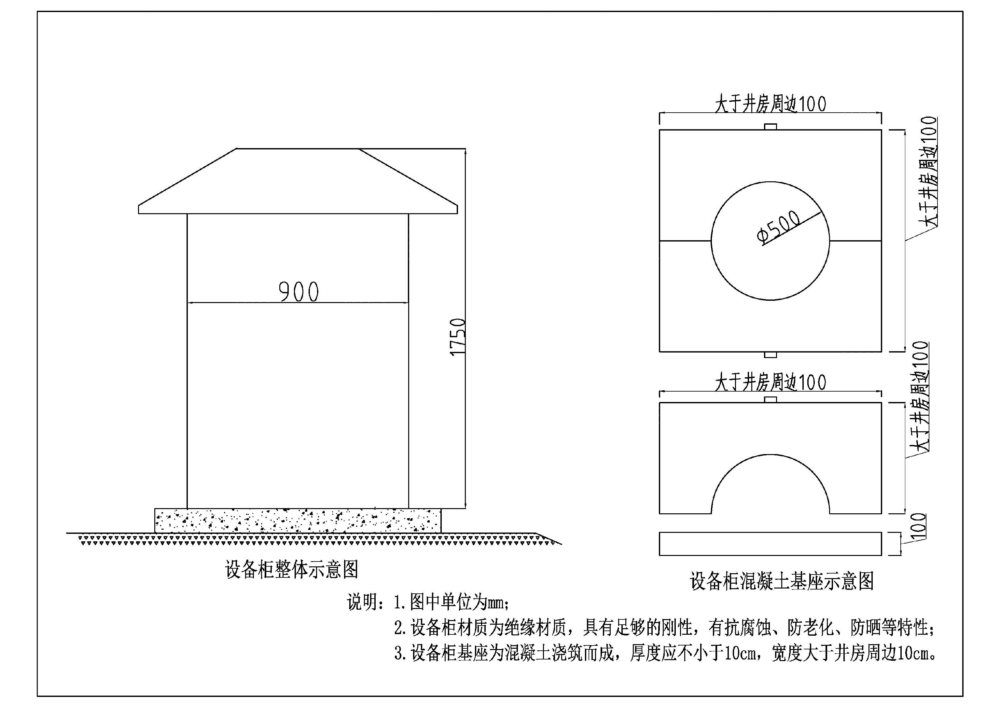 900
1750
设备柜整体示意图
大于井房周边100
大于井房周边100
Φ500
大于井房周边100
大于井房周边100
100
设备柜混凝土基座示意图
说明：1.图中单位为mm；
2.设备柜材质为绝缘材质，具有足够的刚性，有抗腐蚀、防老化、防晒等特性；
3.设备柜基座为混凝土浇筑而成，厚度应不小于10cm，宽度大于井房周边10cm。